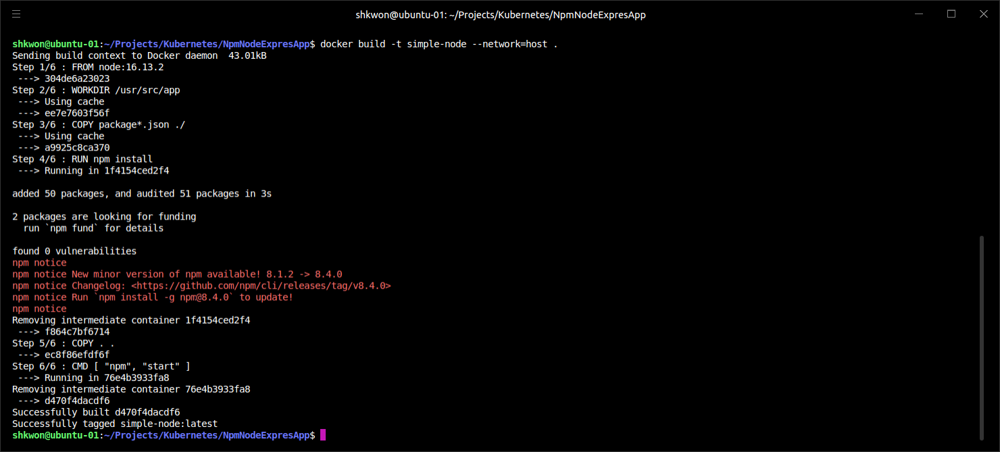 shkwon@ubuntu-01: ~/Projects/Kubernetes/NpmNodeExpresApp
shkwon@ubuntu-01:~/Projects/Kubernetes/NpmNodeExpresApp$ docker build -t simple-node --network=host .
Sending build context to Docker daemon  43.01kB
Step 1/6 : FROM node:16.13.2
 ---> 304de6a23023
Step 2/6 : WORKDIR /usr/src/app
 ---> Using cache
 ---> ee7e7603f56f
Step 3/6 : COPY package*.json ./
 ---> Using cache
 ---> a9925c8ca370
Step 4/6 : RUN npm install
 ---> Running in 1f4154ced2f4
added 50 packages, and audited 51 packages in 3s
2 packages are looking for funding
  run `npm fund` for details
found 0 vulnerabilities
npm notice
npm notice New minor version of npm available! 8.1.2 -> 8.4.0
npm notice Changelog: <https://github.com/npm/cli/releases/tag/v8.4.0>
npm notice Run `npm install -g npm@8.4.0` to update!
npm notice
Removing intermediate container 1f4154ced2f4
 ---> f864c7bf6714
Step 5/6 : COPY . .
 ---> ec8f86efdf6f
Step 6/6 : CMD [ "npm", "start" ]
 ---> Running in 76e4b3933fa8
Removing intermediate container 76e4b3933fa8
 ---> d470f4dacdf6
Successfully built d470f4dacdf6
Successfully tagged simple-node:latest
shkwon@ubuntu-01:~/Projects/Kubernetes/NpmNodeExpresApp$